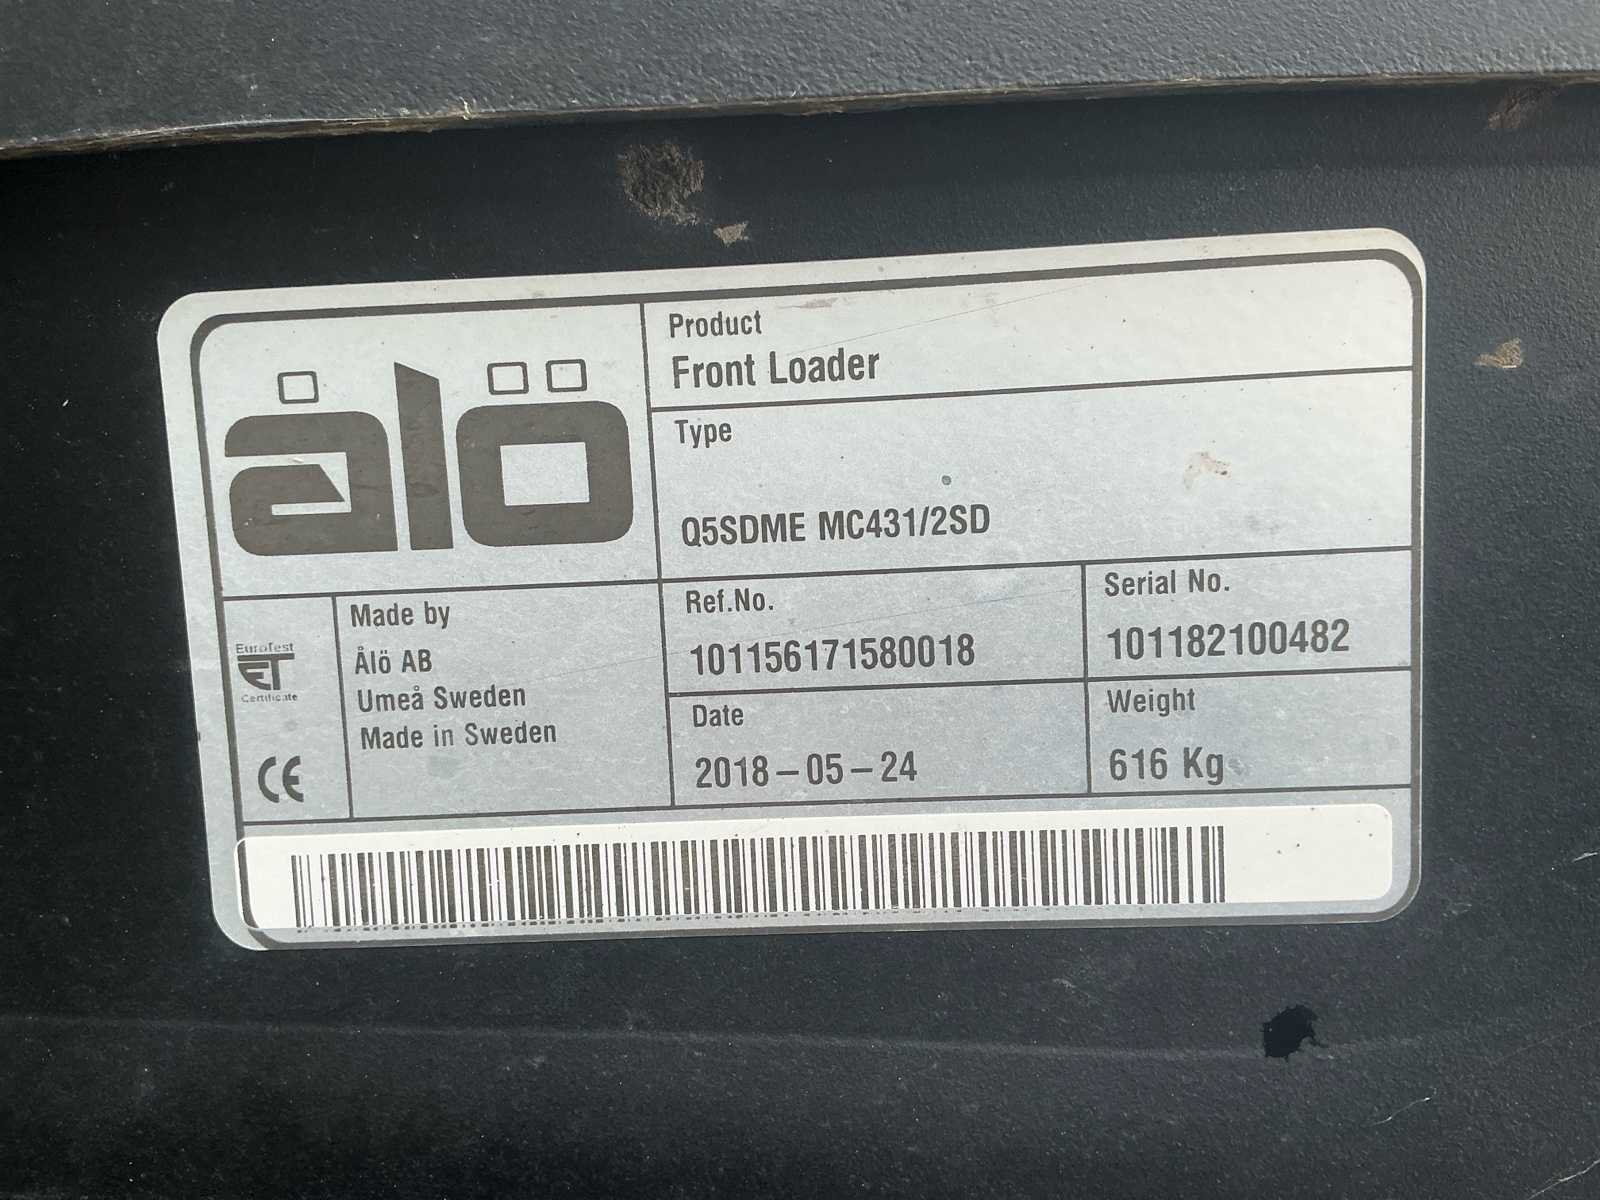 ålö
Product
Front Loader
Type
Q5SDME MC431/2SD
EuroTest
ET
Certificate
CE
Made by
Ålö AB
Umeå Sweden
Made in Sweden
Ref.No.
101156171580018
Serial No.
101182100482
Date
2018-05-24
Weight
616 Kg